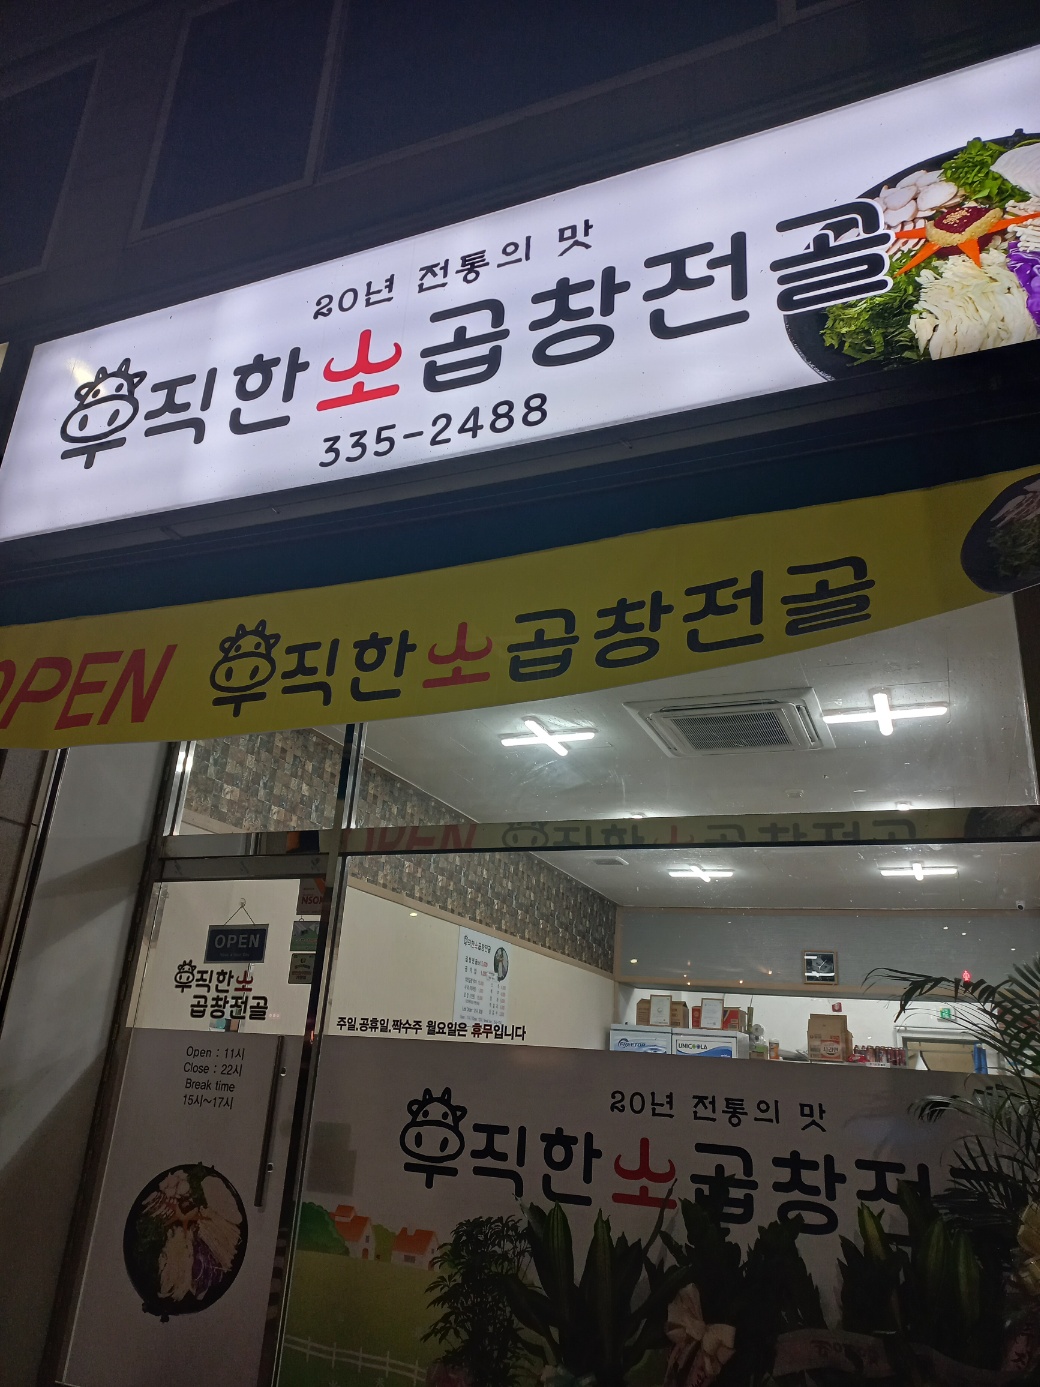 20년 전통의 맛
우직한소곱창전골
335-2488
OPEN 우직한소곱창전골
OPEN
우직한소
곱창전골
주일,공휴일,짝수주 월요일은 휴무입니다
Open : 11시
Close : 22시
Break time
15시~17시
20년 전통의 맛
우직한소곱창전